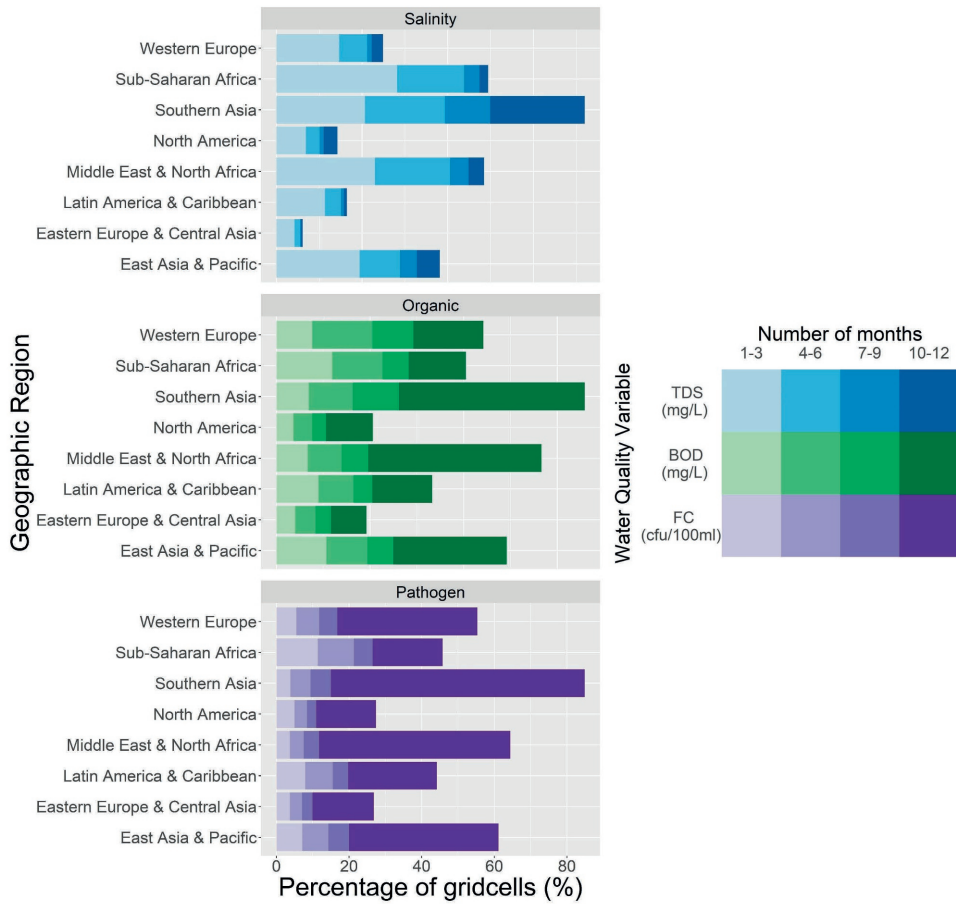 Salinity
Western Europe
Sub-Saharan Africa
Southern Asia
North America
Middle East & North Africa
Latin America & Caribbean
Eastern Europe & Central Asia
East Asia & Pacific
Organic
Western Europe
Sub-Saharan Africa
Southern Asia
North America
Middle East & North Africa
Latin America & Caribbean
Eastern Europe & Central Asia
East Asia & Pacific
Pathogen
Western Europe
Sub-Saharan Africa
Southern Asia
North America
Middle East & North Africa
Latin America & Caribbean
Eastern Europe & Central Asia
East Asia & Pacific
0 20 40 60 80
Percentage of gridcells (%)
Geographic Region
Number of months
1-3 4-6 7-9 10-12
Water Quality Variable
TDS
(mg/L)
BOD
(mg/L)
FC
(cfu/100ml)